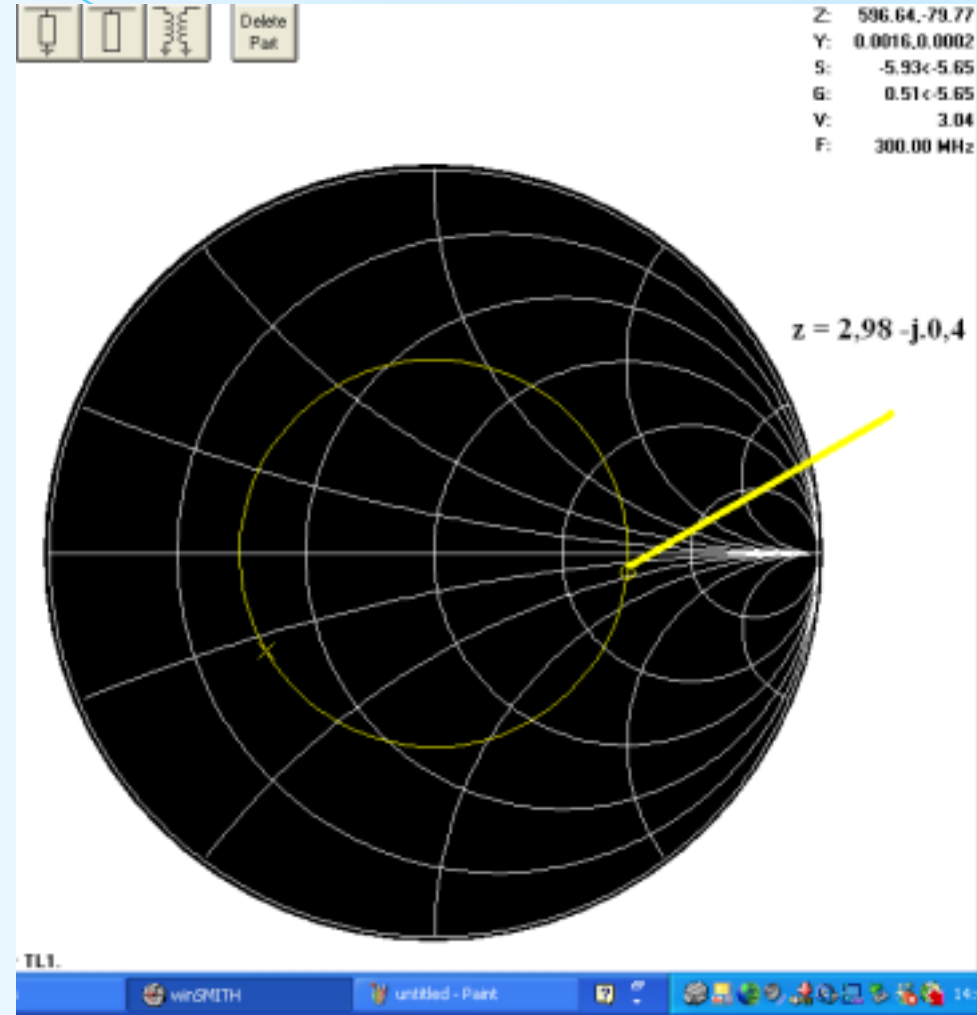 Delete
Part
Z: 596.64,-79.77
Y: 0.0016,0.0002
S: -5.93<-5.65
G: 0.51<-5.65
V: 3.04
F: 300.00 MHz
z = 2,98 -j.0,4
TL1.
winSMITH
untitled - Paint
14: